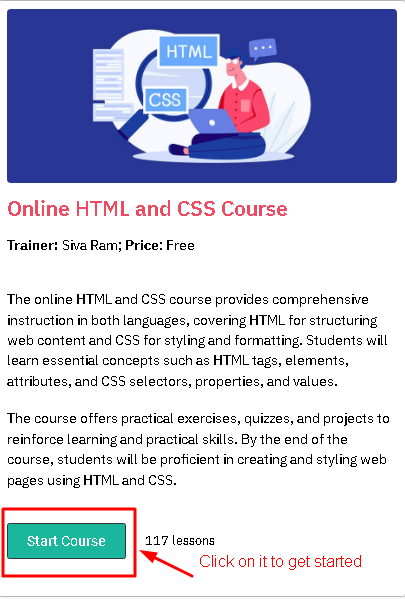 HTML
CSS
Online HTML and CSS Course
Trainer: Siva Ram; Price: Free
The online HTML and CSS course provides comprehensive
instruction in both languages, covering HTML for structuring
web content and CSS for styling and formatting. Students will
learn essential concepts such as HTML tags, elements,
attributes, and CSS selectors, properties, and values.
The course offers practical exercises, quizzes, and projects to
reinforce learning and practical skills. By the end of the
course, students will be proficient in creating and styling web
pages using HTML and CSS.
Start Course
117 lessons
Click on it to get started